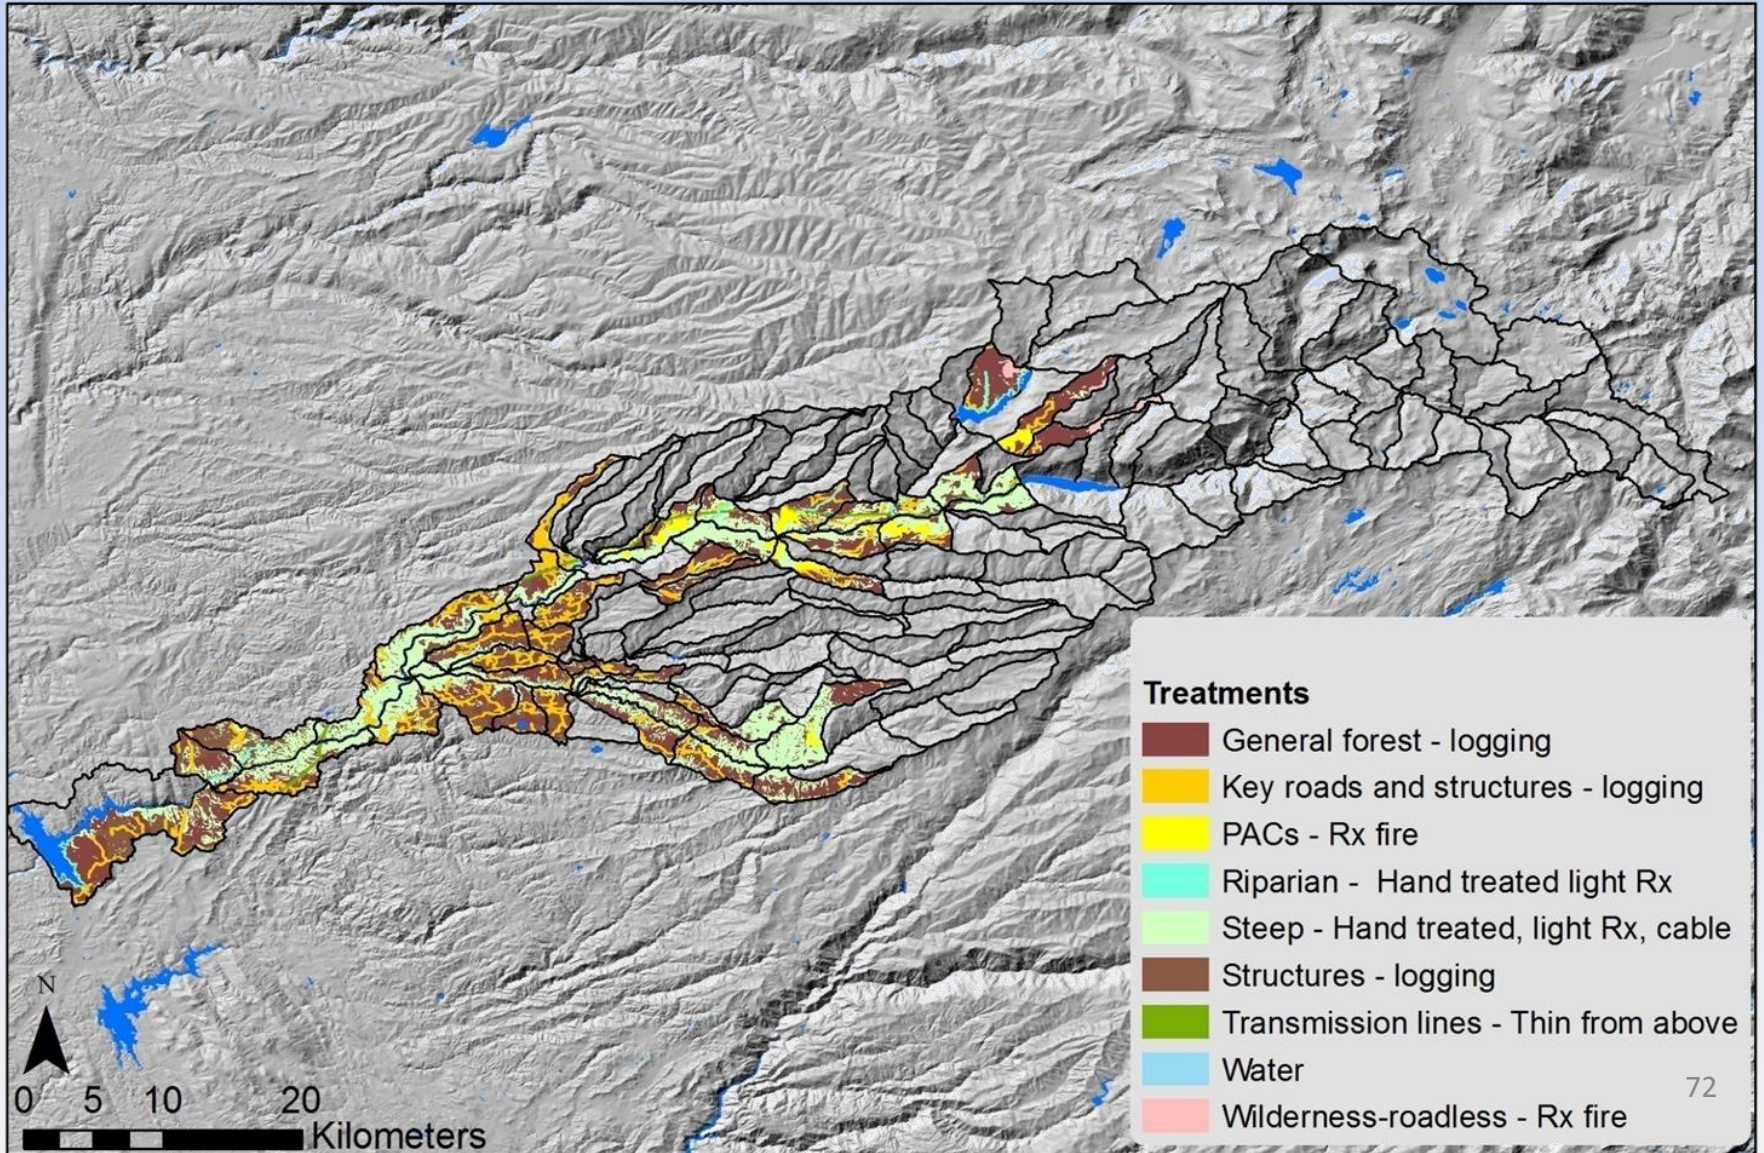 Treatments
General forest - logging
Key roads and structures - logging
PACs - Rx fire
Riparian -  Hand treated light Rx
Steep - Hand treated, light Rx, cable
Structures - logging
Transmission lines - Thin from above
Water
Wilderness-roadless - Rx fire
72
N
0 5 10 20
Kilometers